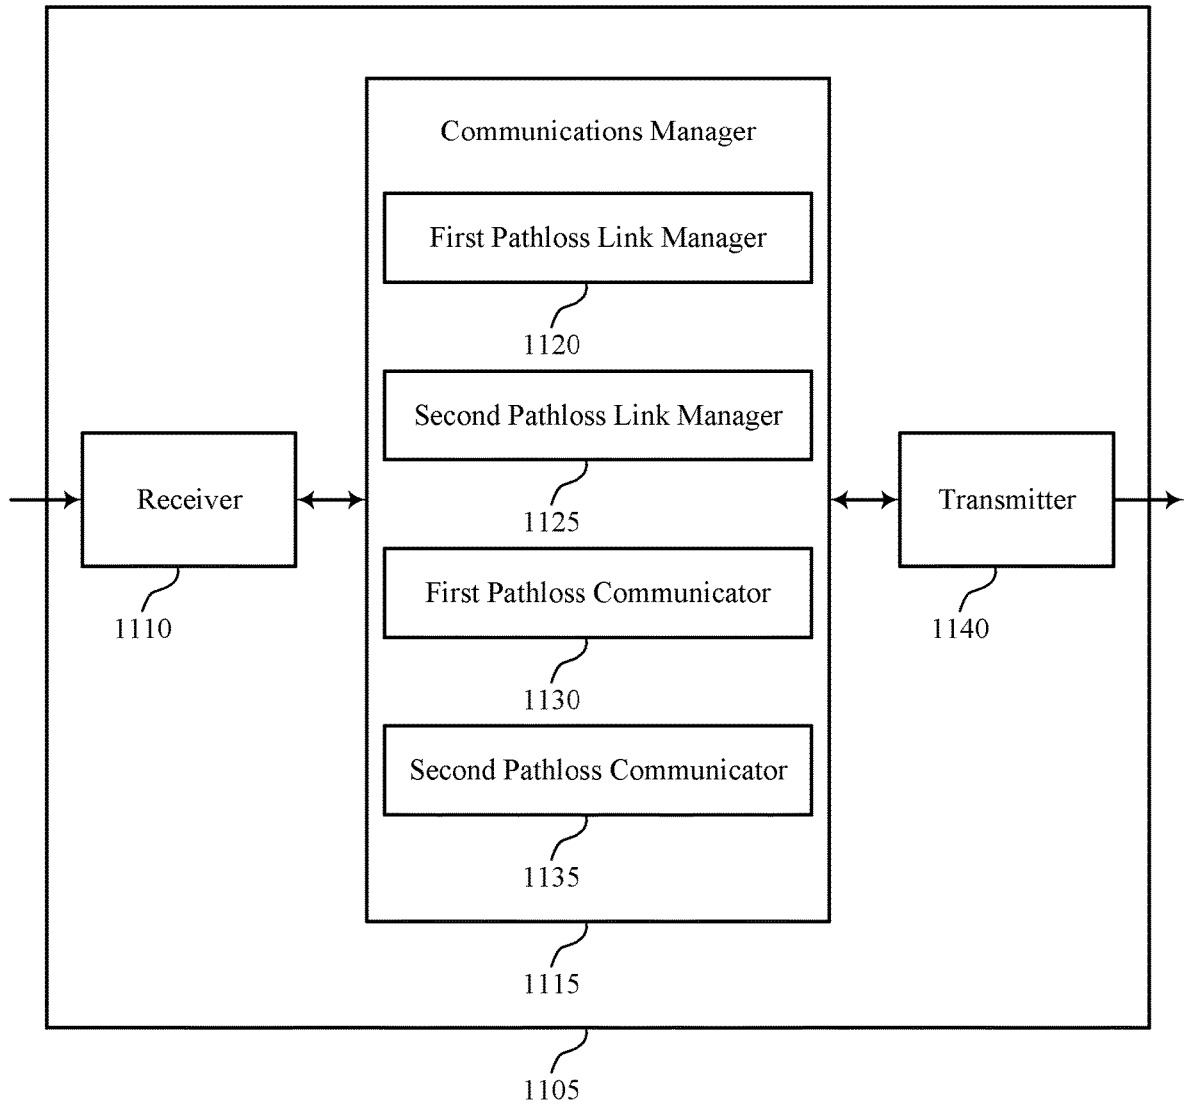 Communications Manager
First Pathloss Link Manager
1120
Second Pathloss Link Manager
1125
Receiver
1110
Transmitter
1140
First Pathloss Communicator
1130
Second Pathloss Communicator
1135
1115
1105